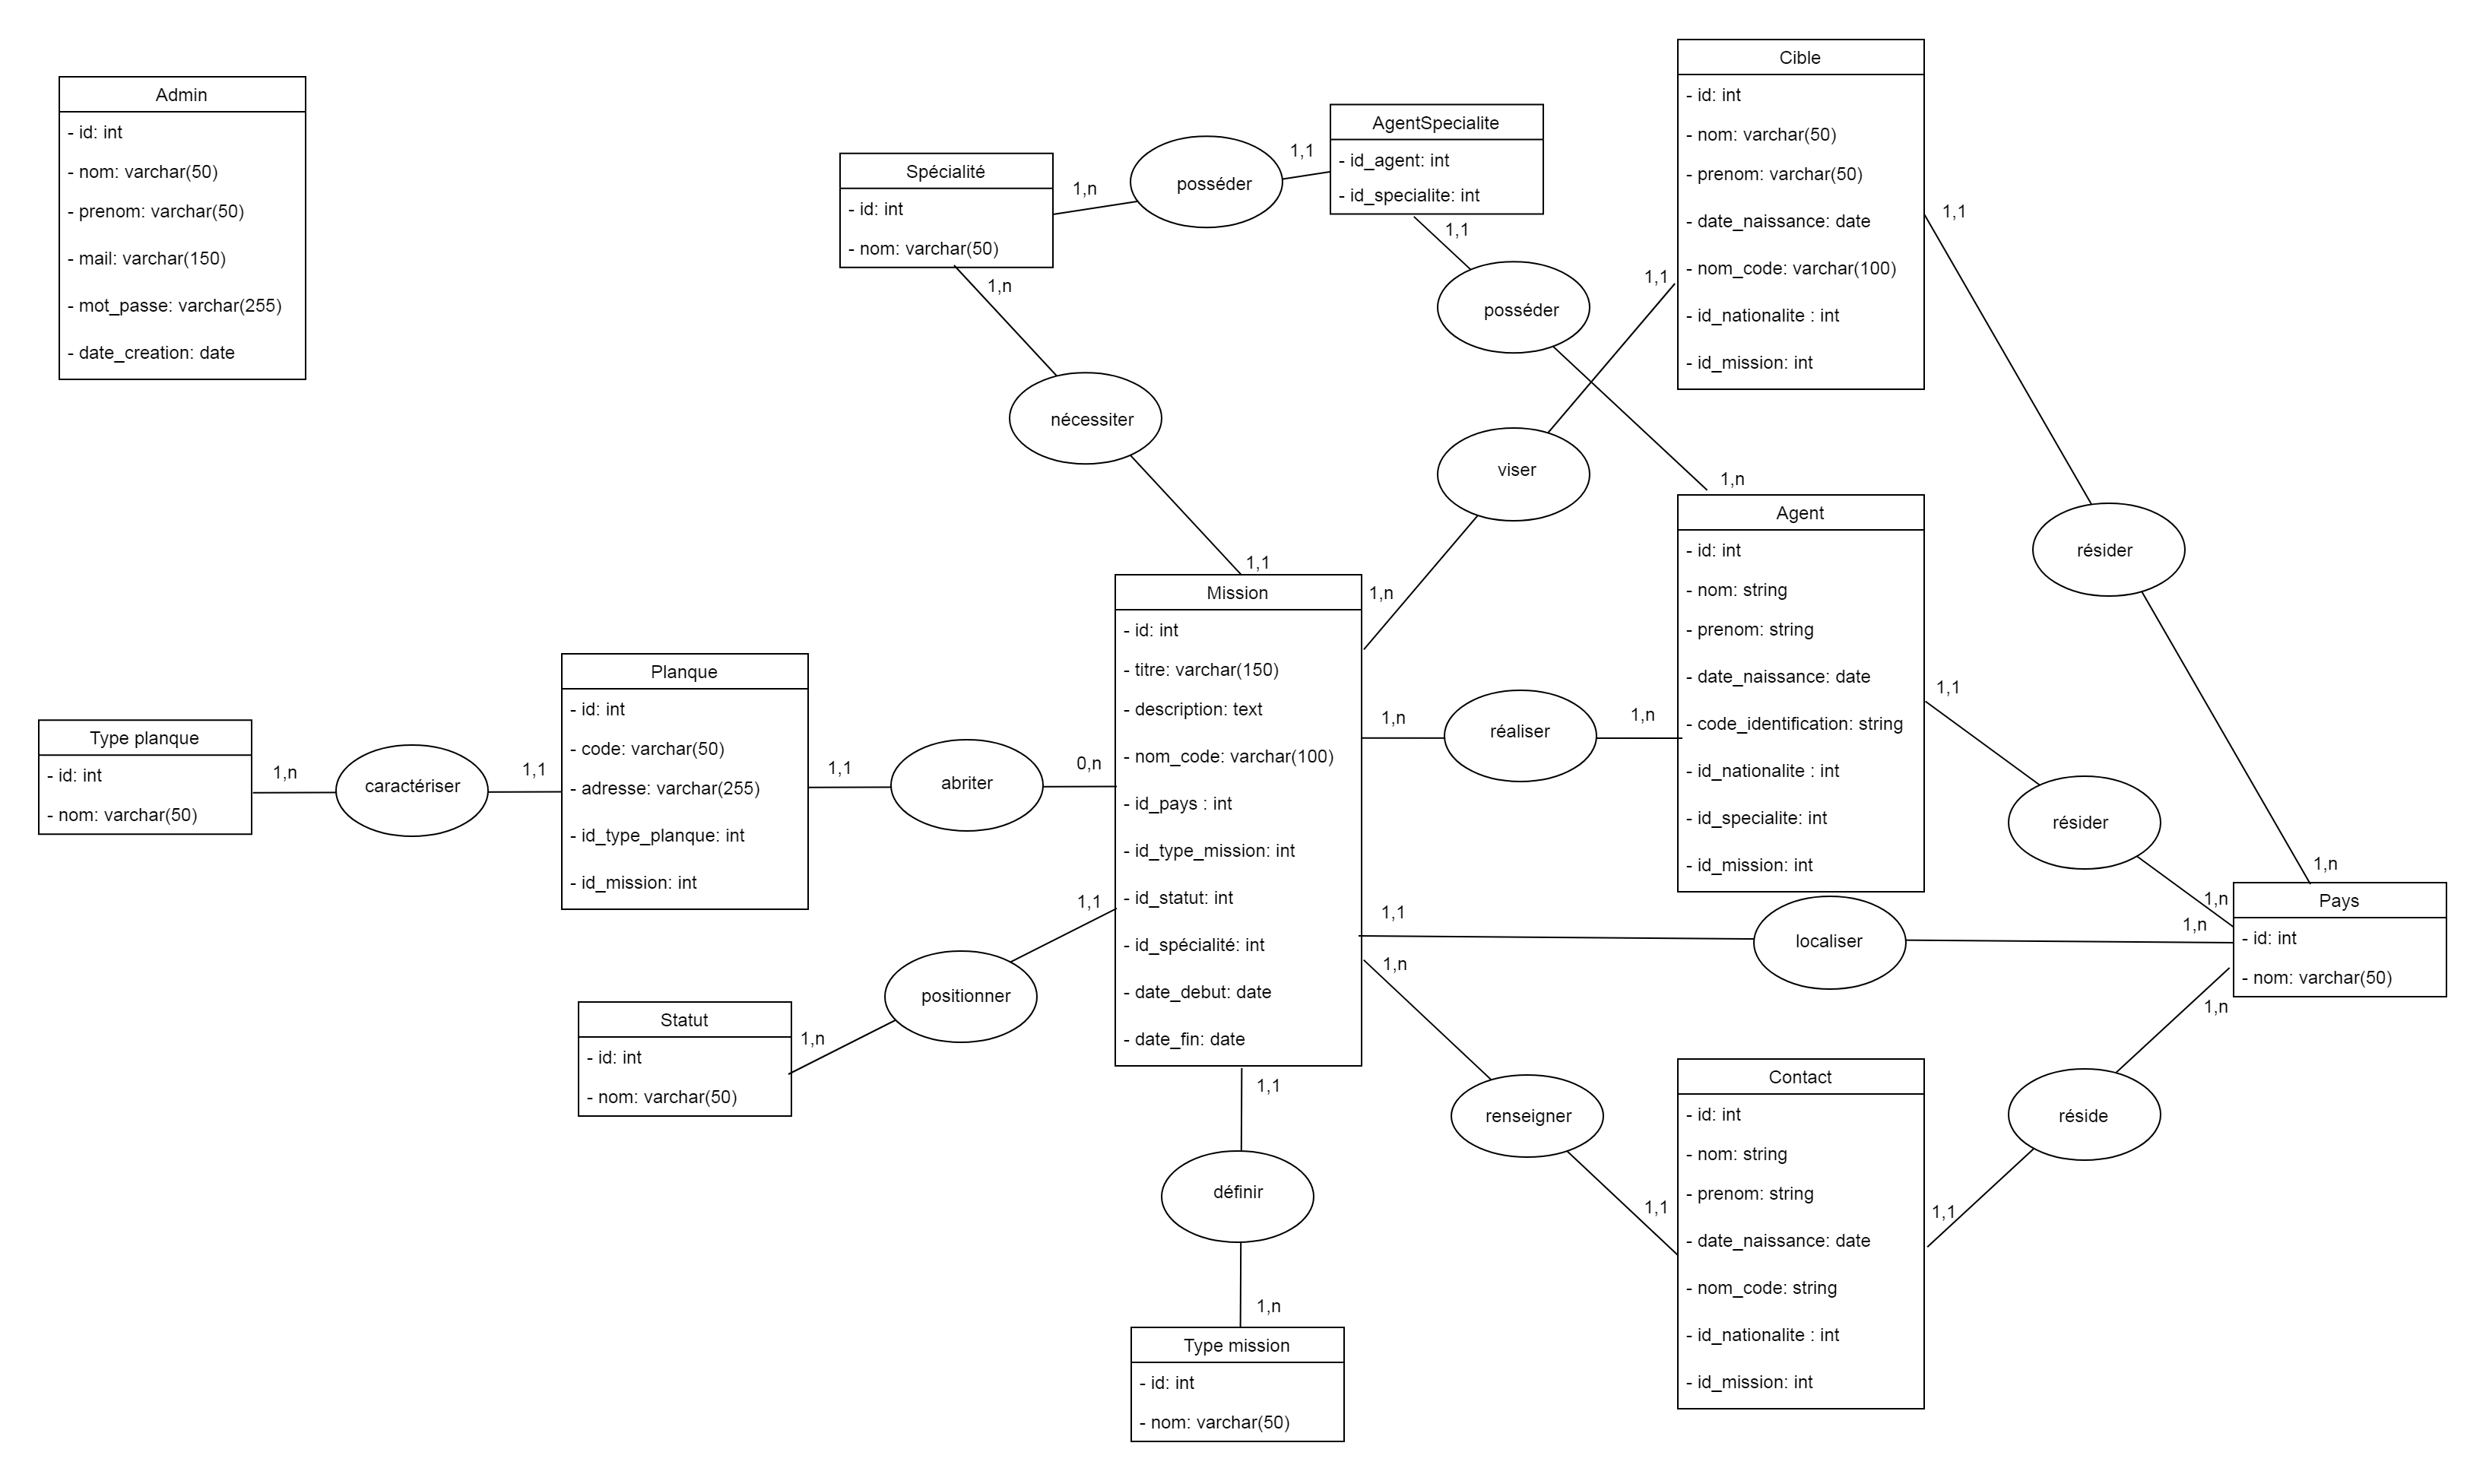 Admin
- id: int
- nom: varchar(50)
- prenom: varchar(50)
- mail: varchar(150)
- mot_passe: varchar(255)
- date_creation: date
Spécialité
- id: int
- nom: varchar(50)
1,n
posséder
1,1
AgentSpecialite
- id_agent: int
- id_specialite: int
1,1
posséder
1,n
Cible
- id: int
- nom: varchar(50)
- prenom: varchar(50)
- date_naissance: date
- nom_code: varchar(100)
- id_nationalite : int
- id_mission: int
1,1
résider
1,n
1,n
nécessiter
1,1
1,1
viser
1,n
Agent
- id: int
- nom: string
- prenom: string
- date_naissance: date
- code_identification: string
- id_nationalite : int
- id_specialite: int
- id_mission: int
1,1
résider
1,n
Mission
- id: int
- titre: varchar(150)
- description: text
- nom_code: varchar(100)
- id_pays : int
- id_type_mission: int
- id_statut: int
- id_spécialité: int
- date_debut: date
- date_fin: date
1,n
réaliser
1,n
Type planque
- id: int
- nom: varchar(50)
1,n
caractériser
1,1
Planque
- id: int
- code: varchar(50)
- adresse: varchar(255)
- id_type_planque: int
- id_mission: int
1,1
abriter
0,n
1,1
positionner
1,n
Statut
- id: int
- nom: varchar(50)
1,1
localiser
1,n
Pays
- id: int
- nom: varchar(50)
1,n
renseigner
1,1
Contact
- id: int
- nom: string
- prenom: string
- date_naissance: date
- nom_code: string
- id_nationalite : int
- id_mission: int
1,n
réside
1,1
1,1
définir
1,n
Type mission
- id: int
- nom: varchar(50)